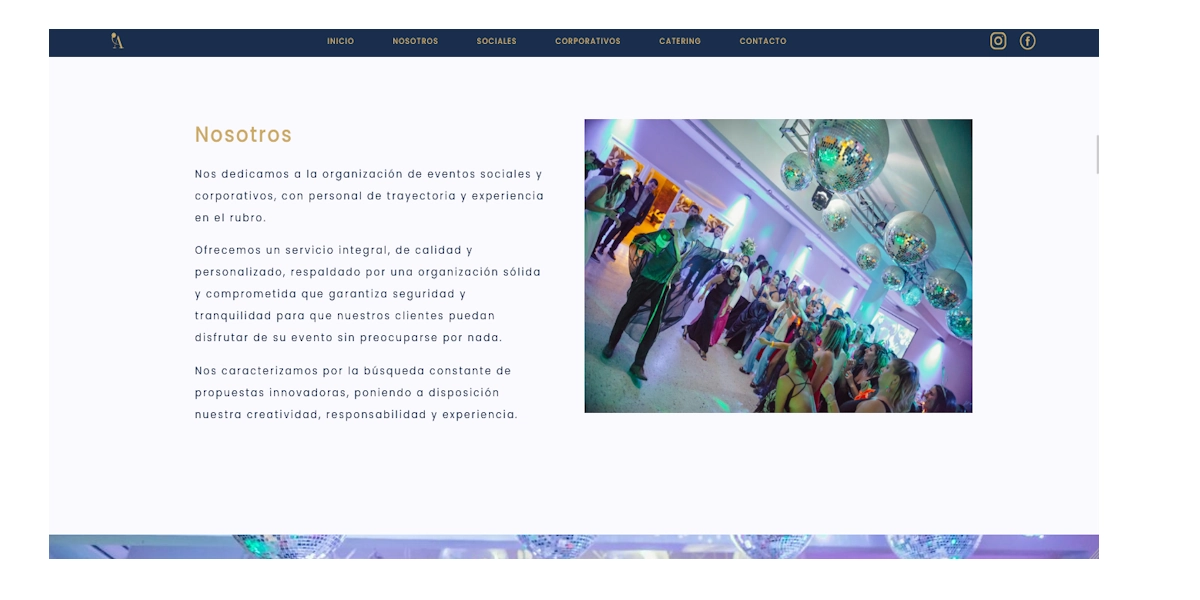 INICIO NOSOTROS SOCIALES CORPORATIVOS CATERING CONTACTO
Nosotros
Nos dedicamos a la organización de eventos sociales y
corporativos, con personal de trayectoria y experiencia
en el rubro.
Ofrecemos un servicio integral, de calidad y
personalizado, respaldado por una organización sólida
y comprometida que garantiza seguridad y
tranquilidad para que nuestros clientes puedan
disfrutar de su evento sin preocuparse por nada.
Nos caracterizamos por la búsqueda constante de
propuestas innovadoras, poniendo a disposición
nuestra creatividad, responsabilidad y experiencia.